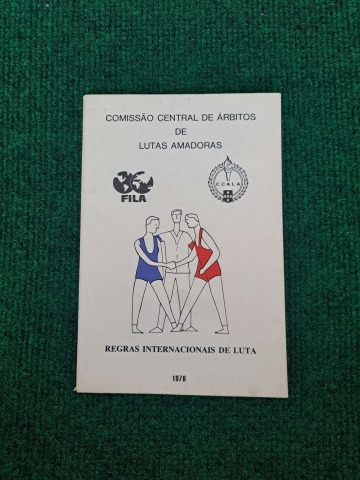 COMISSÃO CENTRAL DE ÁRBITOS
DE
LUTAS AMADORAS
FILA
CCALA
REGRAS INTERNACIONAIS DE LUTA
1978